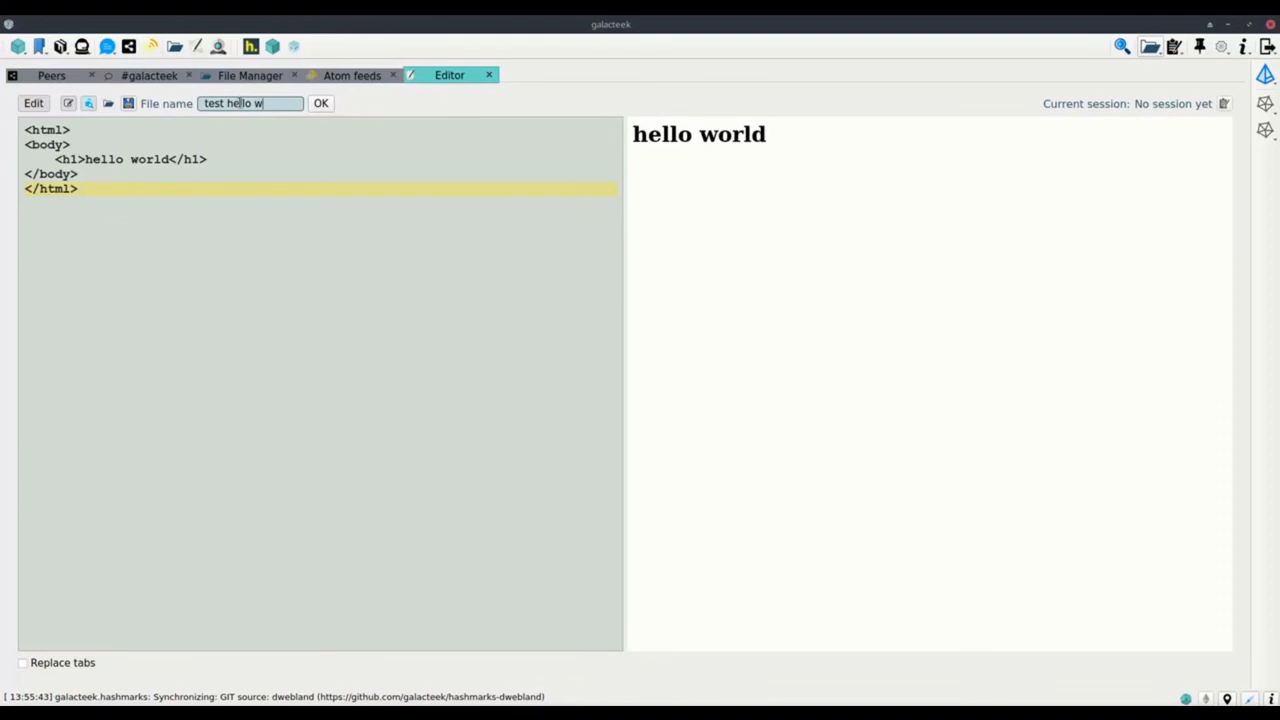 galacteek
h.
Peers
#galacteek
File Manager
Atom feeds
Editor
Edit
File name
test hello w
OK
Current session: No session yet
<html>
<body>
<h1>hello world</h1>
</body>
</html>
hello world
Replace tabs
[ 13:55:43] galacteek.hashmarks: Synchronizing: GIT source: dwebland (https://github.com/galacteek/hashmarks-dwebland)